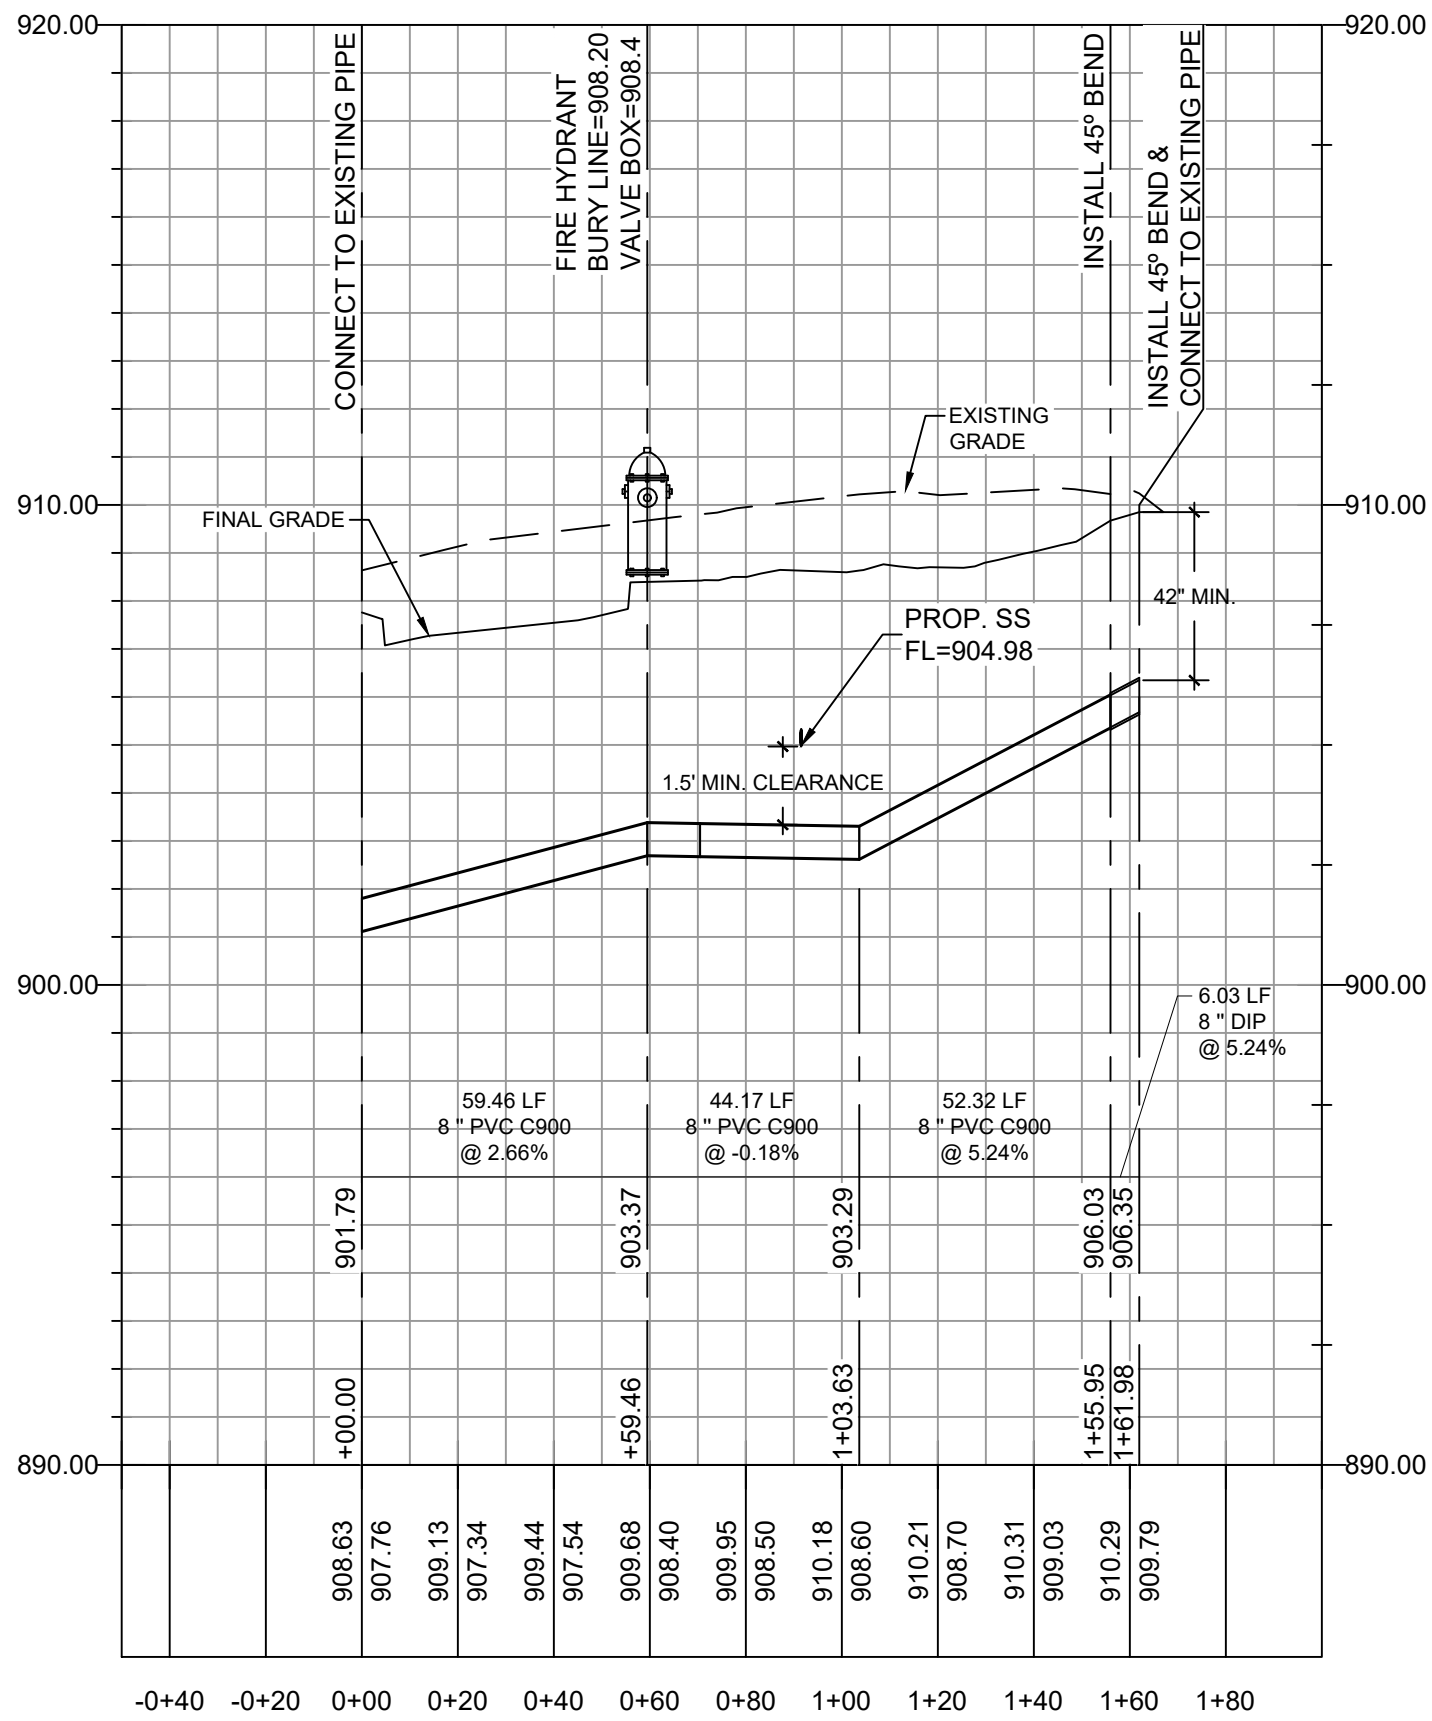 920.00
920.00
CONNECT TO EXISTING PIPE
FIRE HYDRANT
BURY LINE=908.20
VALVE BOX=908.4
INSTALL 45º BEND
INSTALL 45º BEND &
CONNECT TO EXISTING PIPE
EXISTING
GRADE
910.00
910.00
FINAL GRADE
42" MIN.
PROP. SS
FL=904.98
1.5' MIN. CLEARANCE
900.00
900.00
6.03 LF
8 " DIP
@ 5.24%
59.46 LF
8 " PVC C900
@ 2.66%
44.17 LF
8 " PVC C900
@ -0.18%
52.32 LF
8 " PVC C900
@ 5.24%
901.79
903.37
903.29
906.03
906.35
+00.00
+59.46
1+03.63
1+55.95
1+61.98
890.00
890.00
908.63
907.76
909.13
907.34
909.44
907.54
909.68
908.40
909.95
908.50
910.18
908.60
910.21
908.70
910.31
909.03
910.29
909.79
-0+40
-0+20
0+00
0+20
0+40
0+60
0+80
1+00
1+20
1+40
1+60
1+80